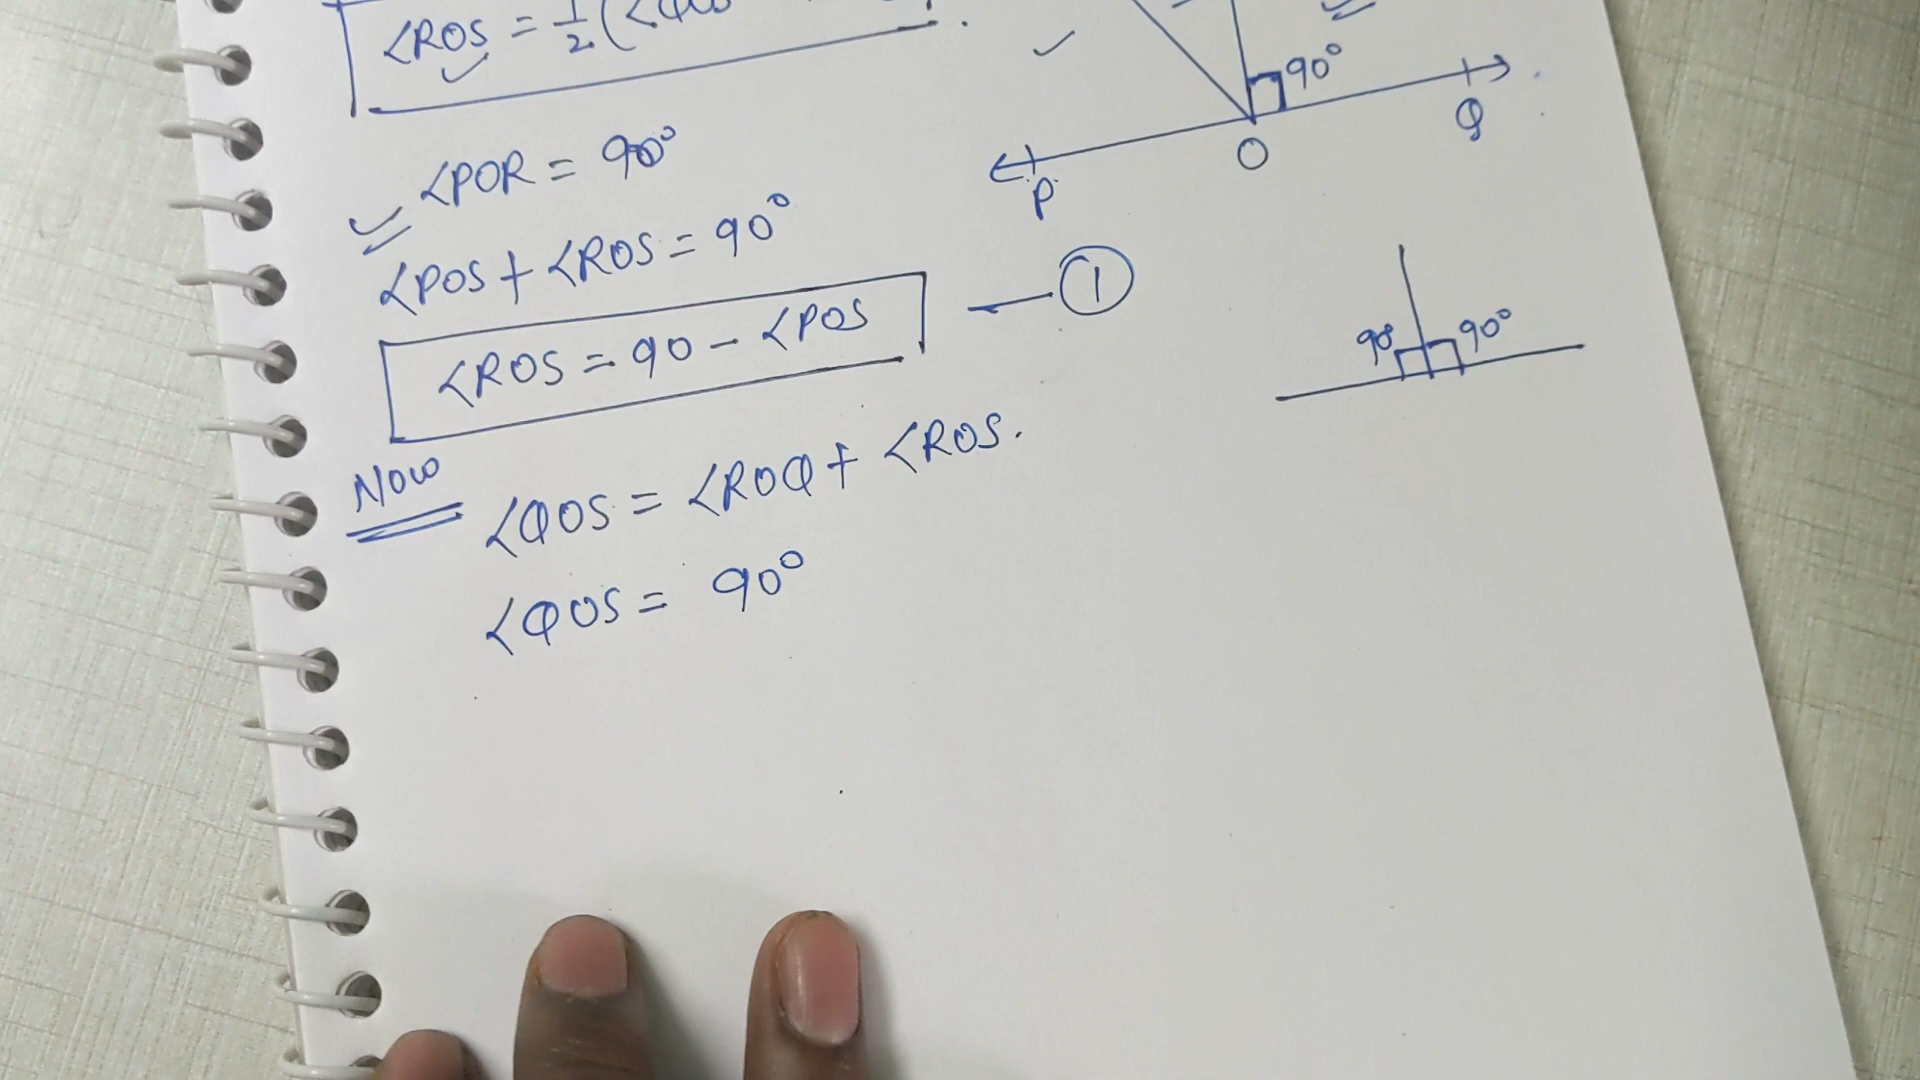 ∠ROS = 1/2 (∠QOS
∠POR = 90°
∠POS + ∠ROS = 90°
∠ROS = 90 - ∠POS — ①
Now ∠QOS = ∠ROQ + ∠ROS.
∠QOS = 90°
90°
Q
O
P
90° 90°